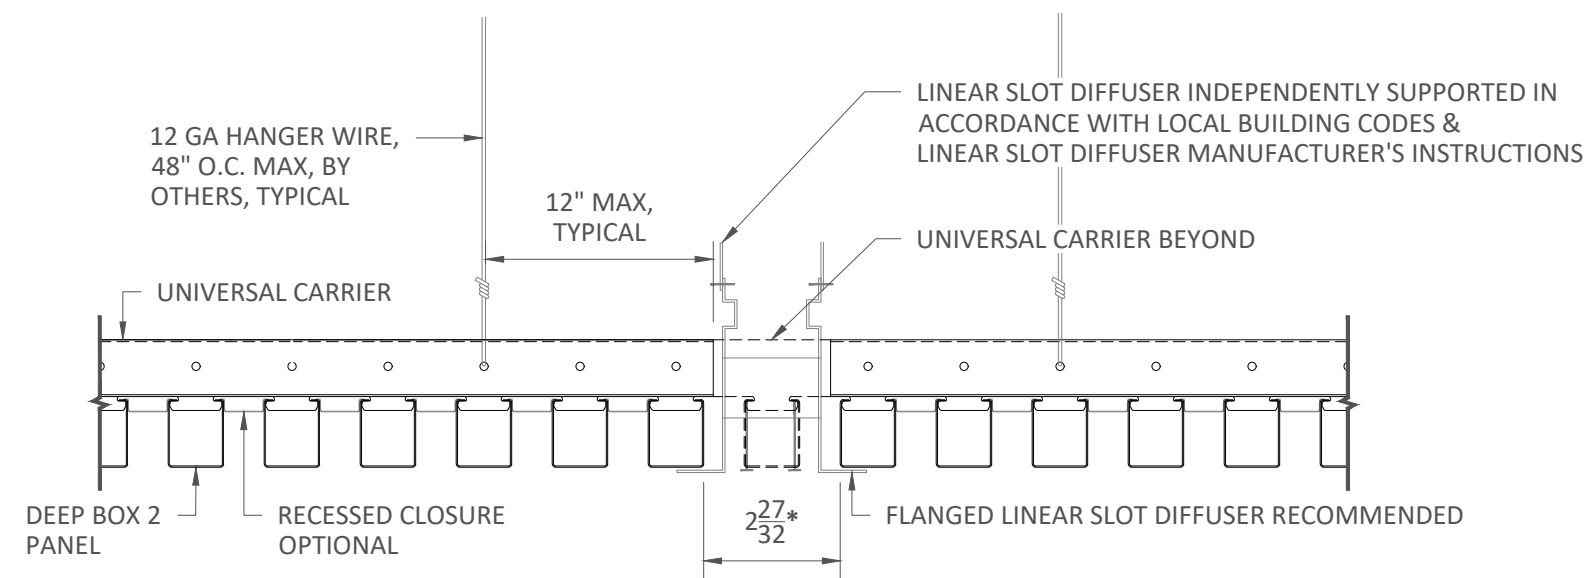 LINEAR SLOT DIFFUSER INDEPENDENTLY SUPPORTED IN
ACCORDANCE WITH LOCAL BUILDING CODES &
LINEAR SLOT DIFFUSER MANUFACTURER'S INSTRUCTIONS
12 GA HANGER WIRE,
48" O.C. MAX, BY
OTHERS, TYPICAL
12" MAX,
TYPICAL
UNIVERSAL CARRIER BEYOND
UNIVERSAL CARRIER
DEEP BOX 2
PANEL
RECESSED CLOSURE
OPTIONAL
2 27/32*
FLANGED LINEAR SLOT DIFFUSER RECOMMENDED